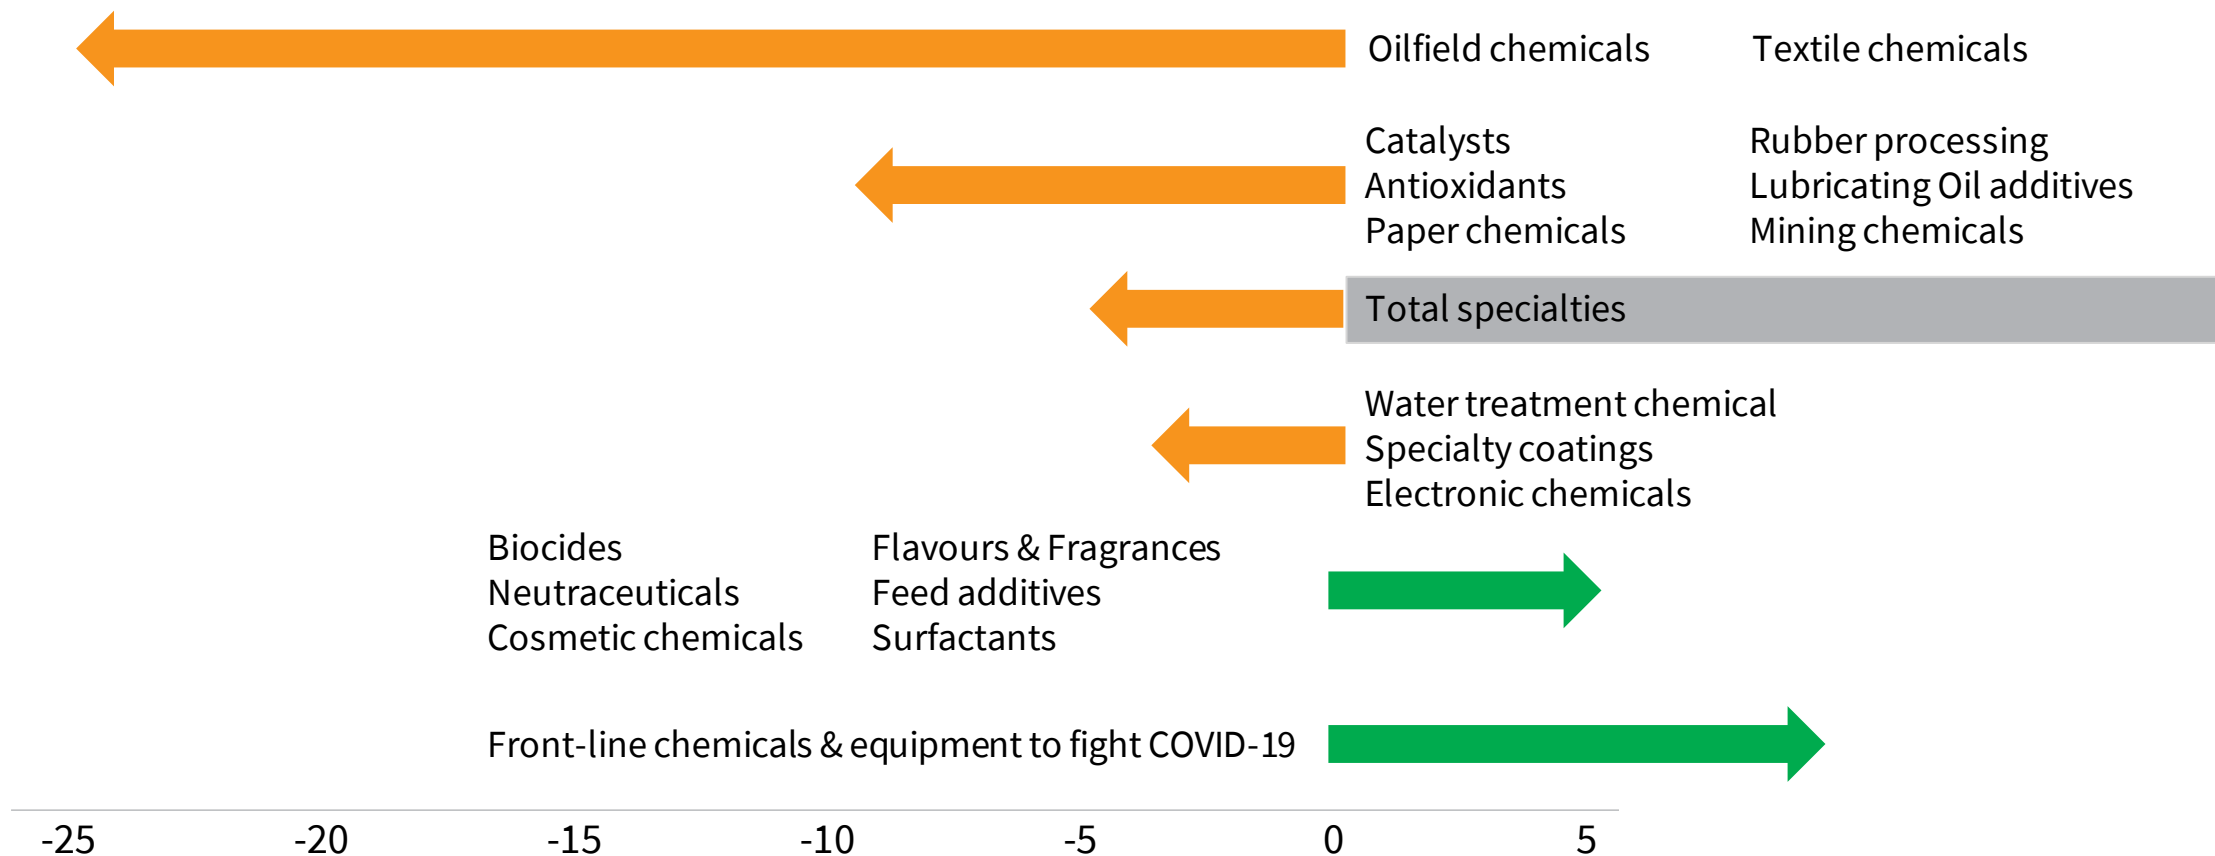 Oilfield chemicals Textile chemicals
Catalysts Rubber processing
Antioxidants Lubricating Oil additives
Paper chemicals Mining chemicals
Total specialties
Water treatment chemical
Specialty coatings
Electronic chemicals
Biocides Flavours & Fragrances
Neutraceuticals Feed additives
Cosmetic chemicals Surfactants
Front-line chemicals & equipment to fight COVID-19
-25 -20 -15 -10 -5 0 5